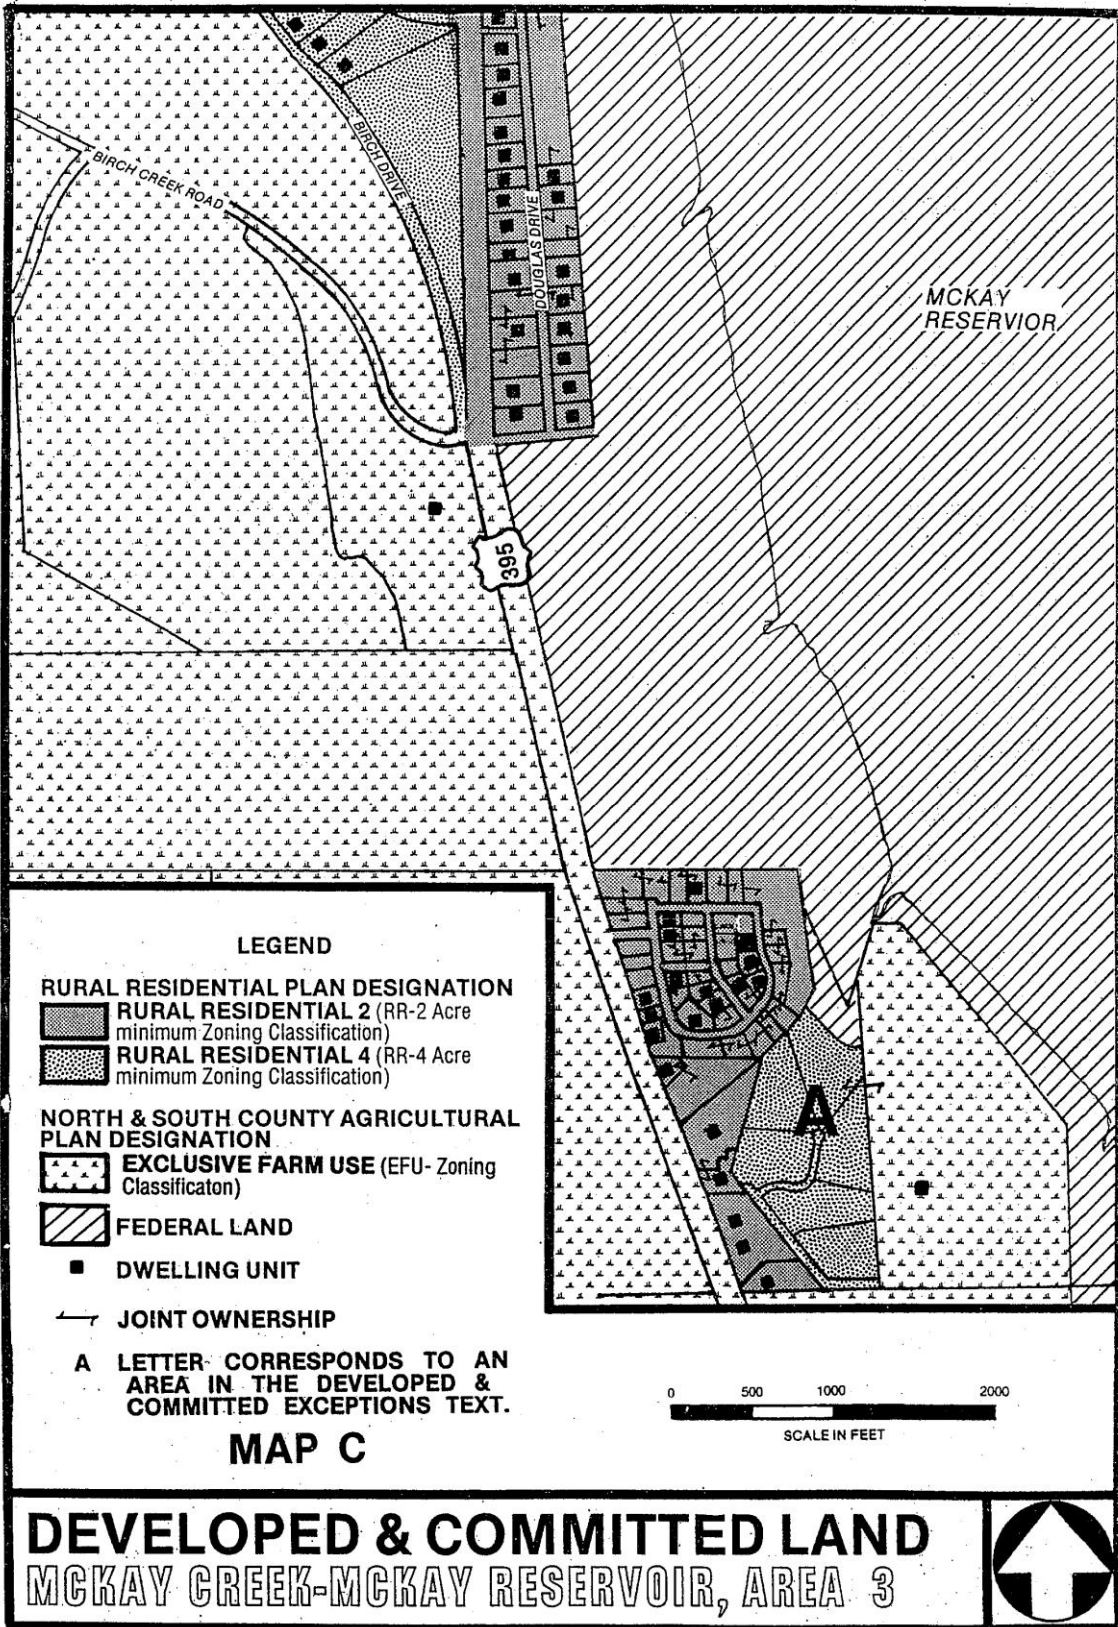 BIRCH DRIVE
BIRCH CREEK ROAD
DOUGLAS DRIVE
MCKAY
RESERVIOR
395
A
LEGEND
RURAL RESIDENTIAL PLAN DESIGNATION
RURAL RESIDENTIAL 2 (RR-2 Acre
minimum Zoning Classification)
RURAL RESIDENTIAL 4 (RR-4 Acre
minimum Zoning Classification)
NORTH & SOUTH COUNTY AGRICULTURAL
PLAN DESIGNATION
EXCLUSIVE FARM USE (EFU- Zoning
Classificaton)
FEDERAL LAND
DWELLING UNIT
JOINT OWNERSHIP
A LETTER CORRESPONDS TO AN
AREA IN THE DEVELOPED &
COMMITTED EXCEPTIONS TEXT.
MAP C
0 500 1000 2000
SCALE IN FEET
DEVELOPED & COMMITTED LAND
MCKAY CREEK-MCKAY RESERVOIR, AREA 3